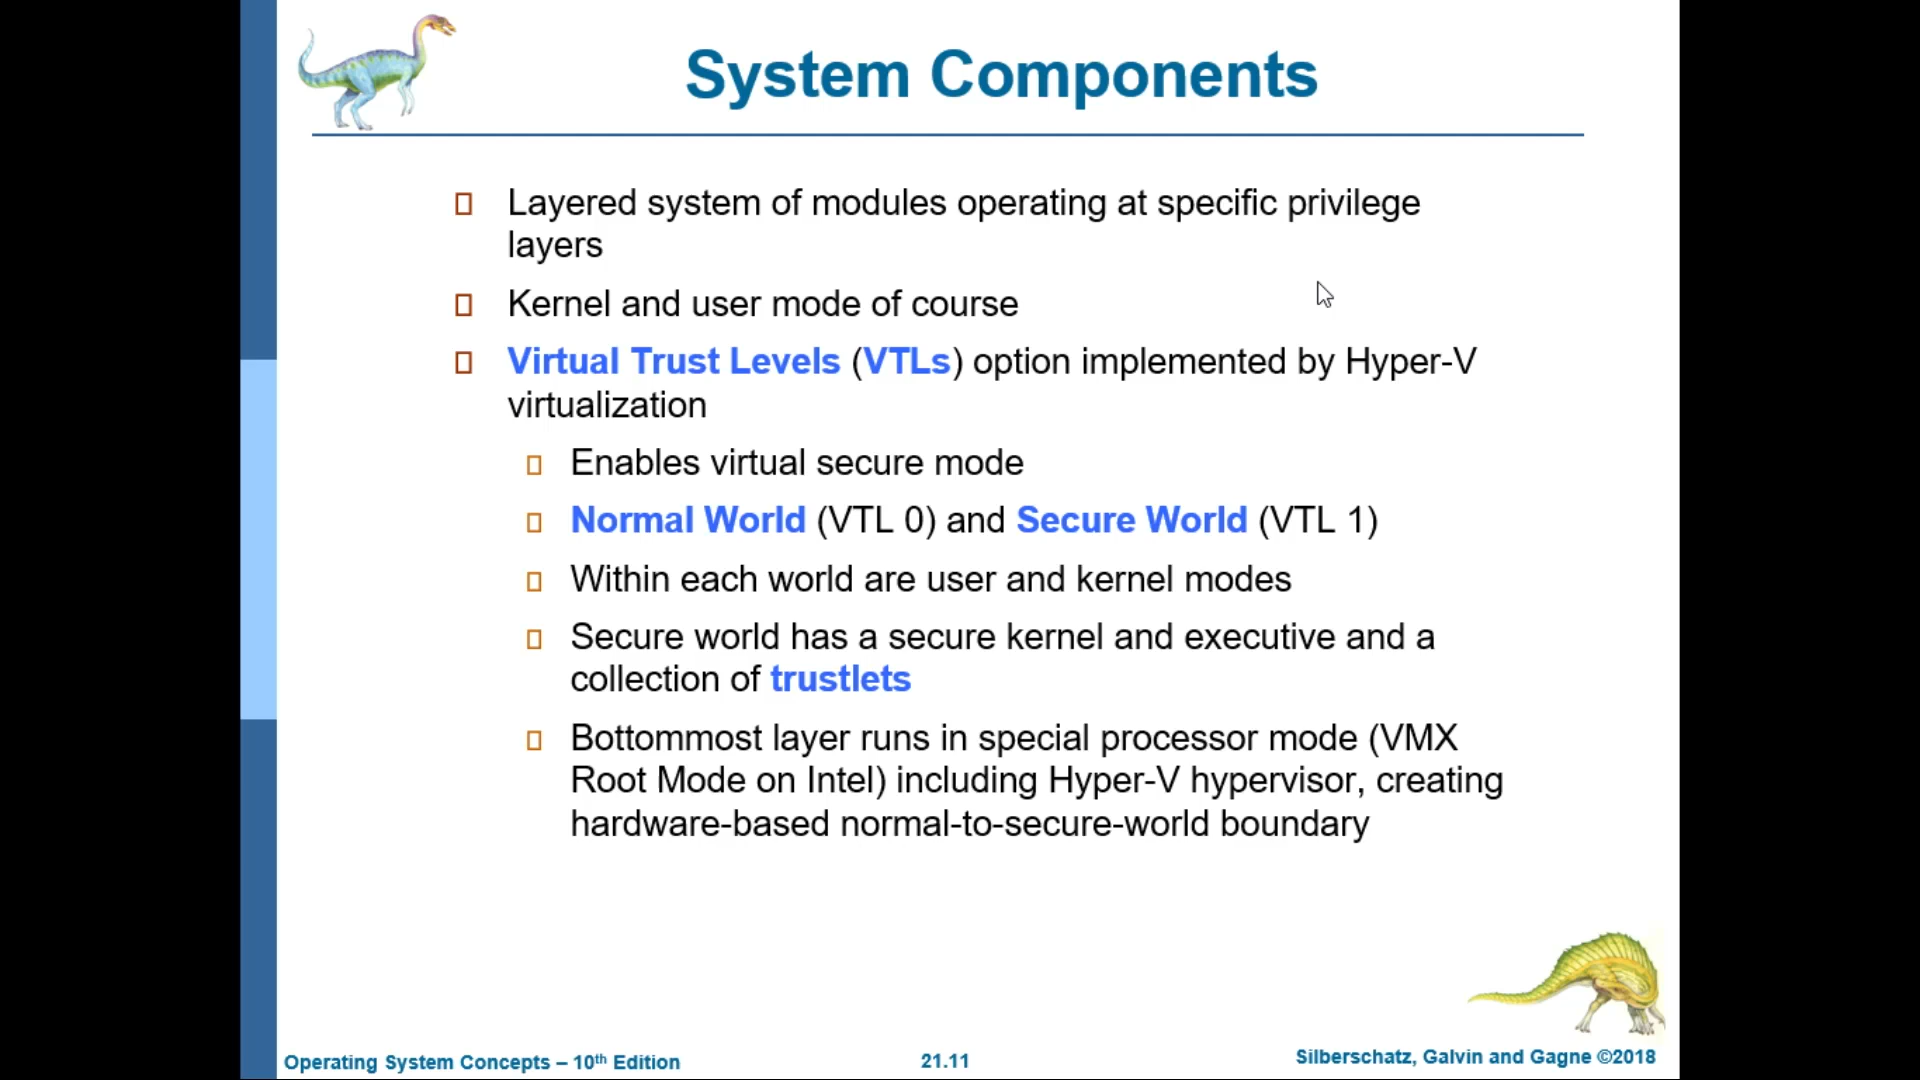 System Components
Layered system of modules operating at specific privilege
layers
Kernel and user mode of course
Virtual Trust Levels (VTLs) option implemented by Hyper-V
virtualization
Enables virtual secure mode
Normal World (VTL 0) and Secure World (VTL 1)
Within each world are user and kernel modes
Secure world has a secure kernel and executive and a
collection of trustlets
Bottommost layer runs in special processor mode (VMX
Root Mode on Intel) including Hyper-V hypervisor, creating
hardware-based normal-to-secure-world boundary
Operating System Concepts – 10th Edition
21.11
Silberschatz, Galvin and Gagne ©2018